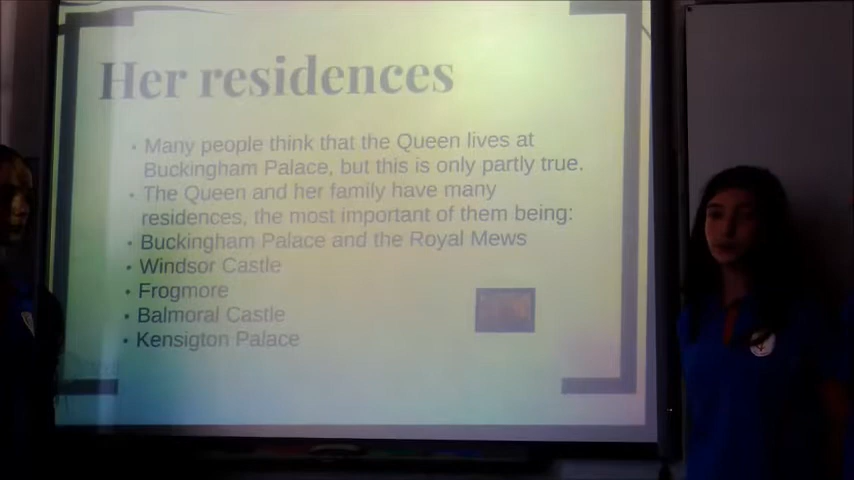 Her residences
• Many people think that the Queen lives at
Buckingham Palace, but this is only partly true.
• The Queen and her family have many
residences, the most important of them being:
• Buckingham Palace and the Royal Mews
• Windsor Castle
• Frogmore
• Balmoral Castle
• Kensigton Palace